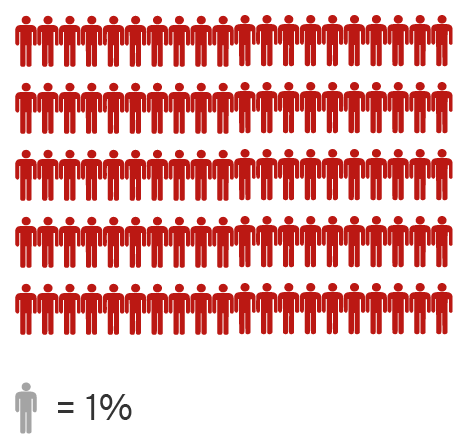 = 1%